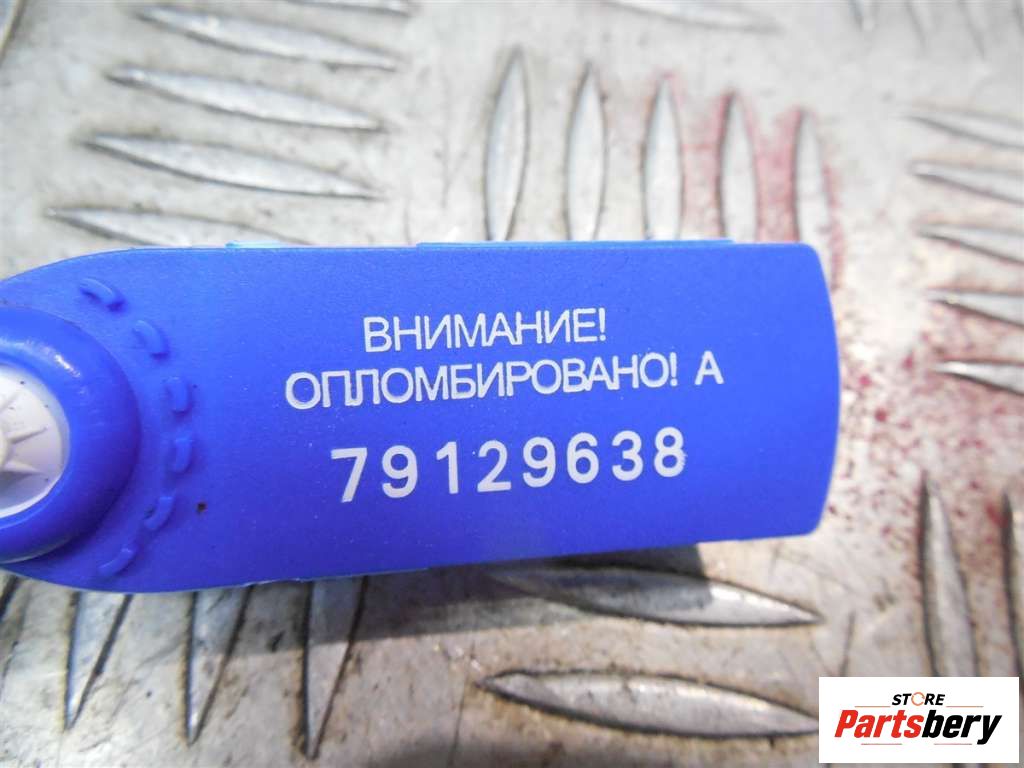 ВНИМАНИЕ!
ОПЛОМБИРОВАНО! А
79129638
STORE
Partsbery